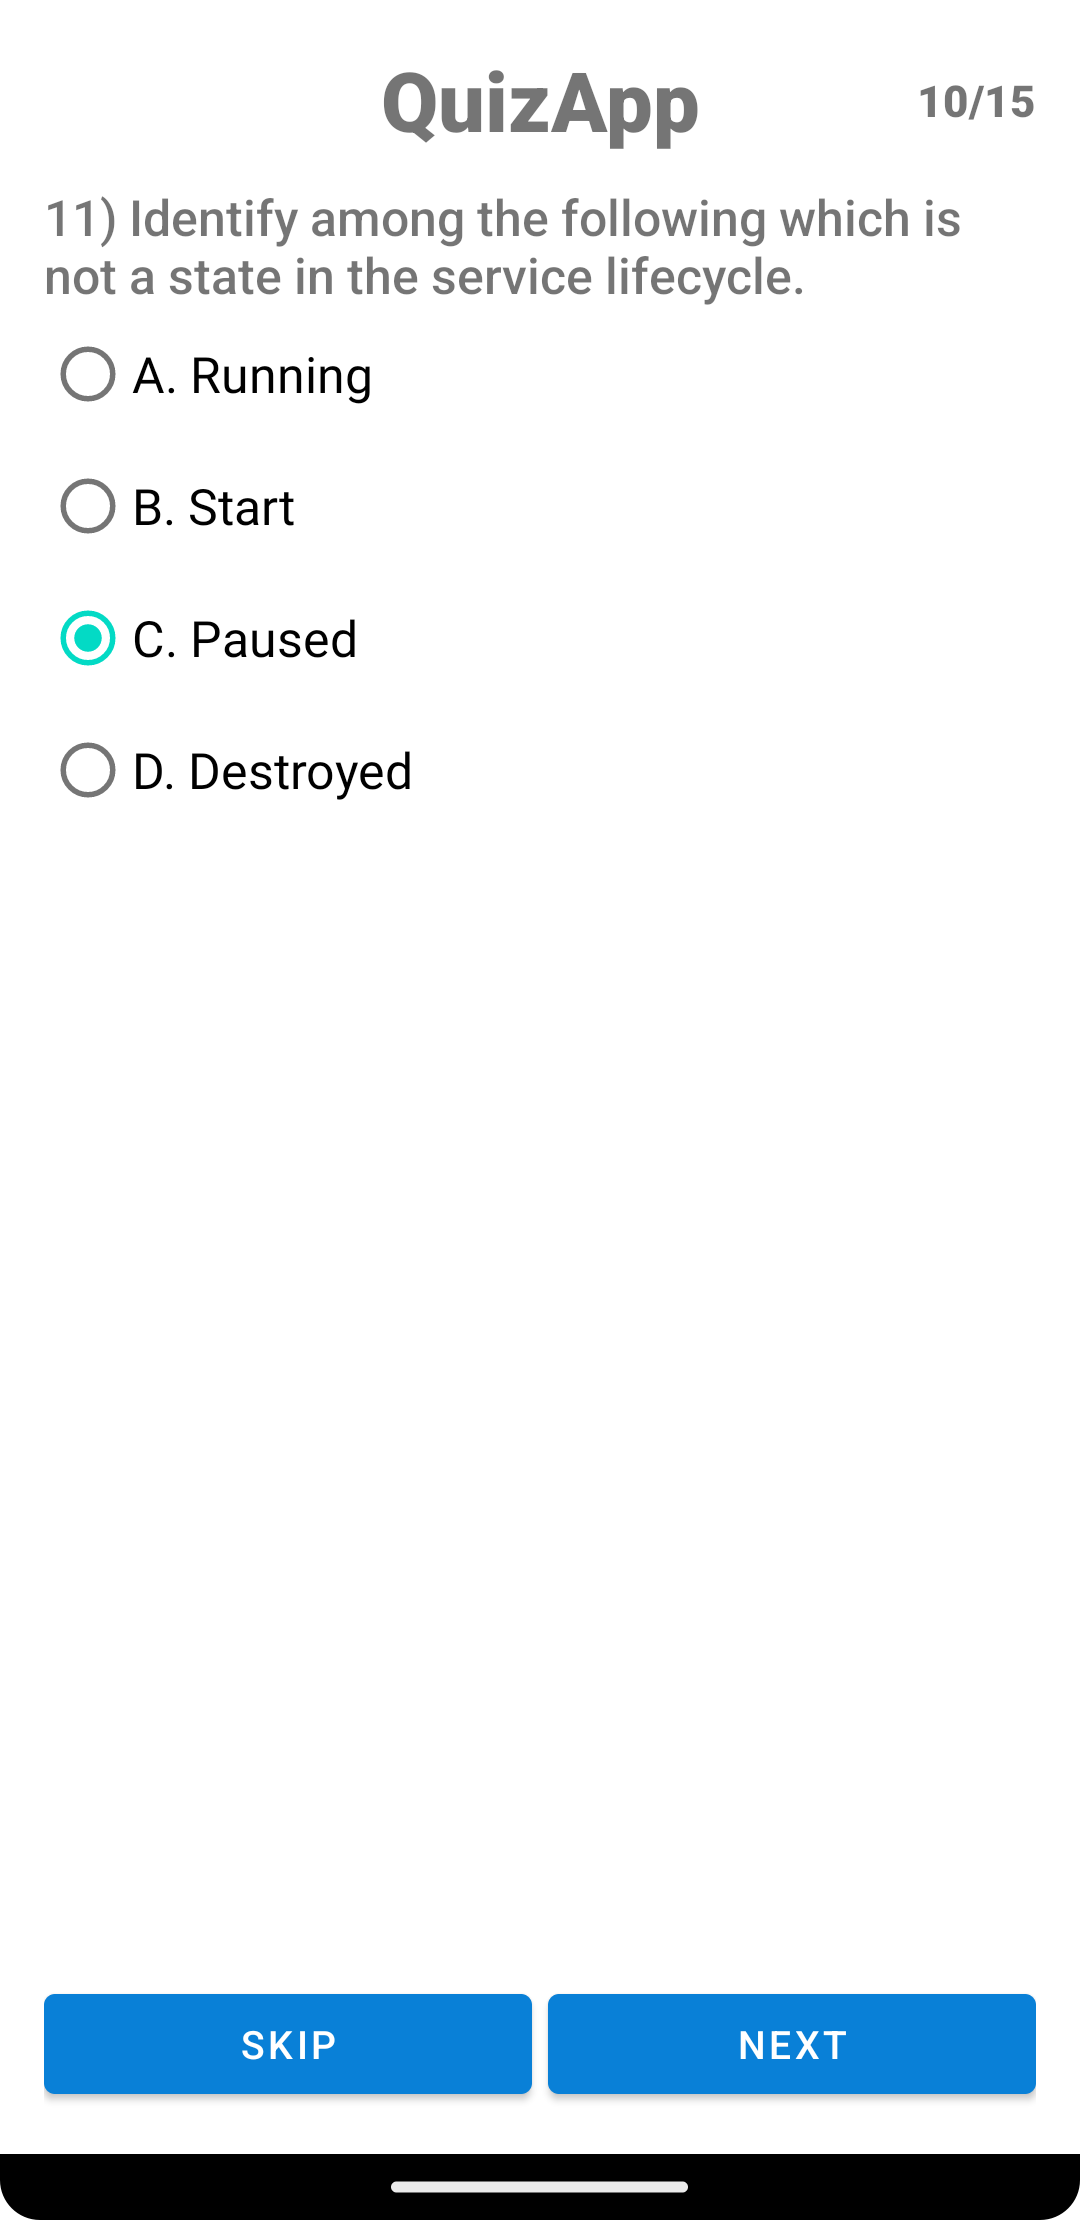 QuizApp
10/15
11) Identify among the following which is
not a state in the service lifecycle.
A. Running
B. Start
C. Paused
D. Destroyed
SKIP
NEXT